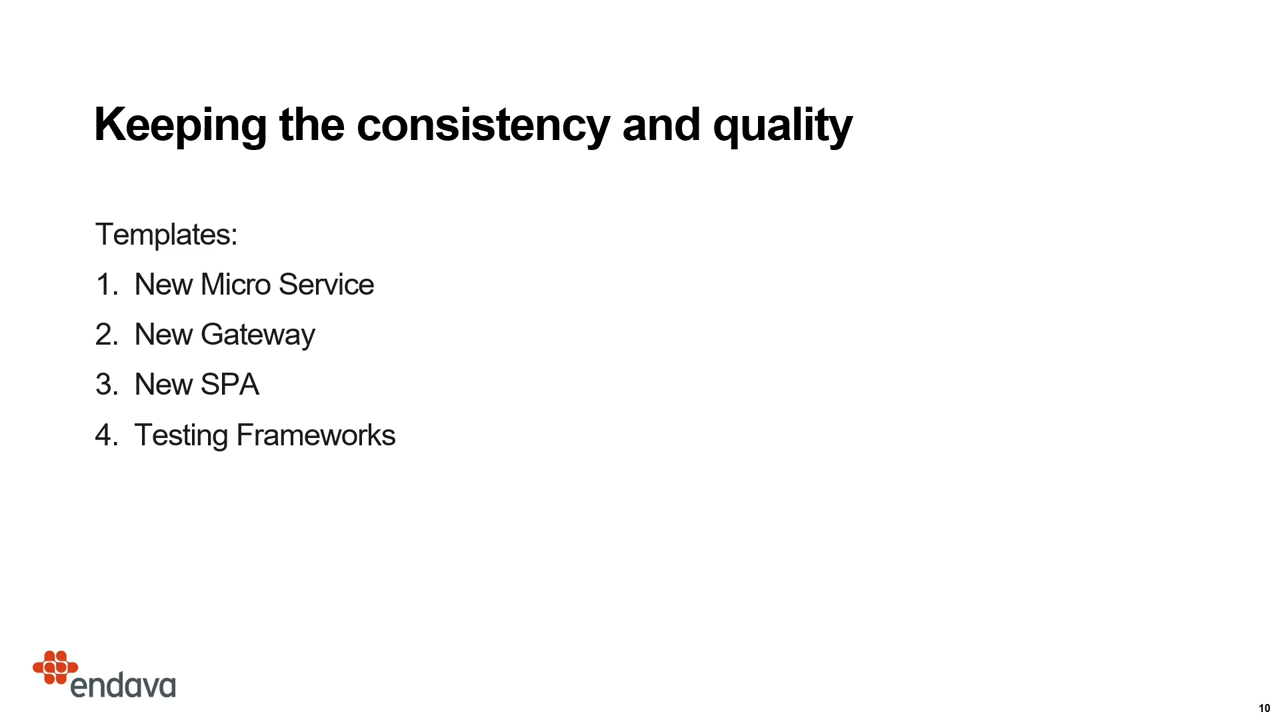 Keeping the consistency and quality
Templates:
1. New Micro Service
2. New Gateway
3. New SPA
4. Testing Frameworks
endava
10